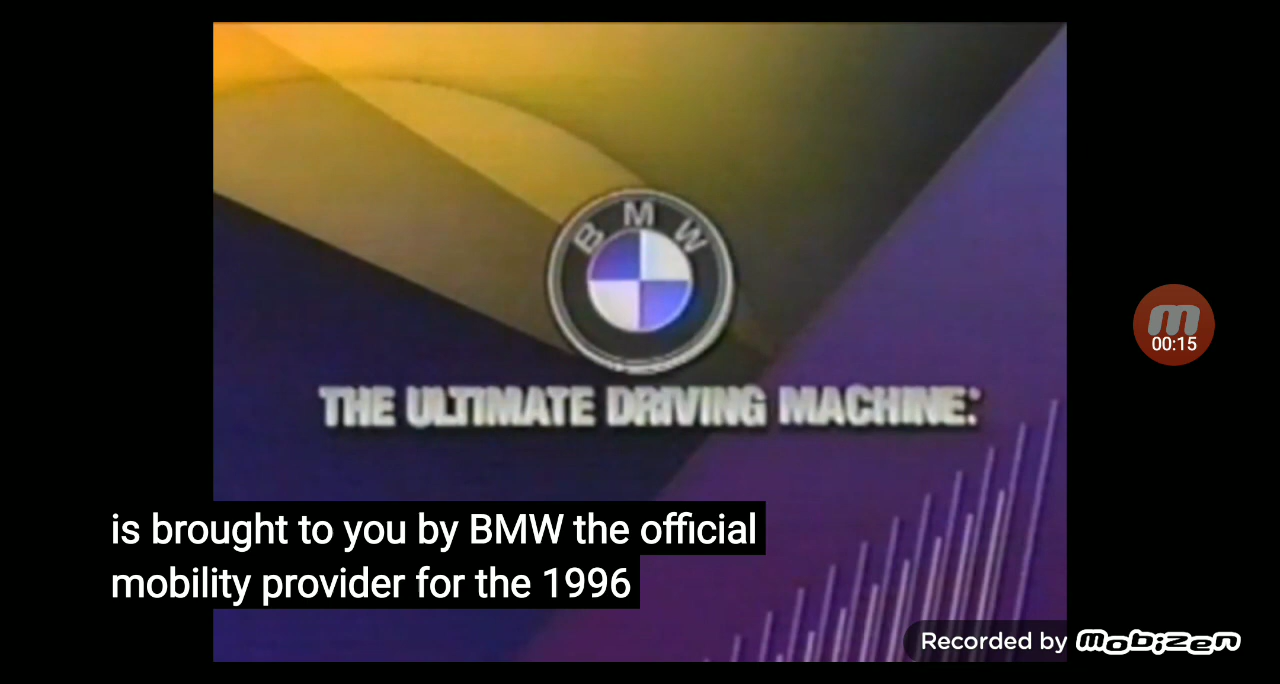 B M W
THE ULTIMATE DRIVING MACHINE.
is brought to you by BMW the official
mobility provider for the 1996
m
00:15
Recorded by mobizen